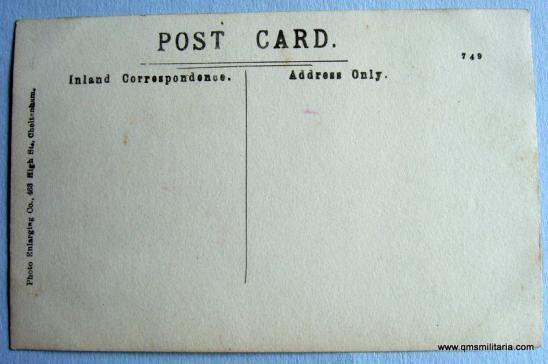 POST CARD.
749
Inland Correspondence.
Address Only.
Photo Enlarging Co., 463 High St., Cheltenham.
www.qmsmilitaria.com